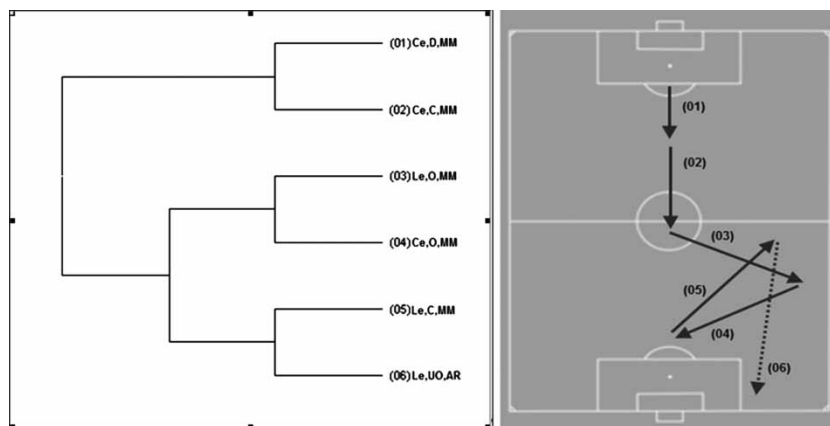 (01)Ce,D,MM
(02)Ce,C,MM
(03)Le,O,MM
(04)Ce,O,MM
(05)Le,C,MM
(06)Le,UO,AR
(01)
(02)
(03)
(05)
(04)
(06)